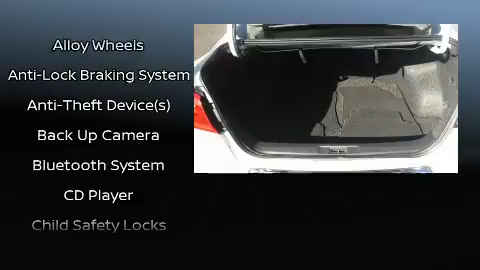 Alloy Wheels
Anti-Lock Braking System
Anti-Theft Device(s)
Back Up Camera
Bluetooth System
CD Player
Child Safety Locks